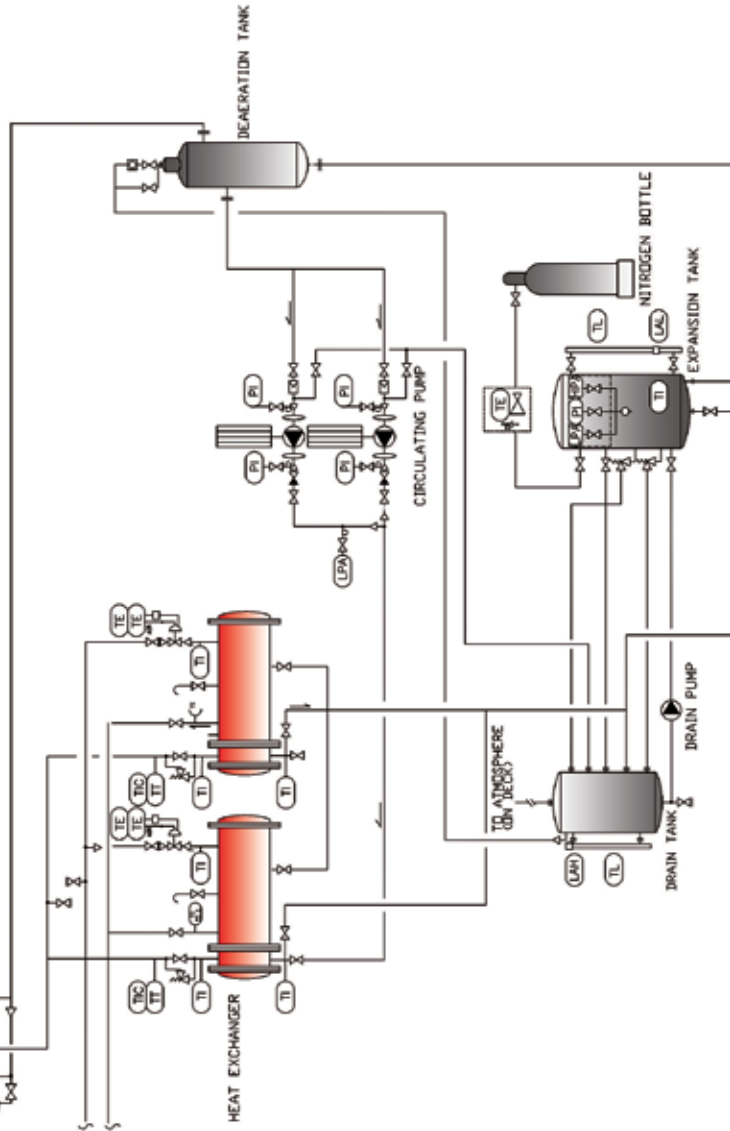 DEAERATION TANK
NITROGEN BOTTLE
TL
LAL
EXPANSION TANK
TE
PI
TI
PI
PI
PI
PI
CIRCULATING PUMP
LPA
TE
TE
TI
TIC
TT
TI
TI
TE
TE
TI
TIC
TT
TI
TI
HEAT EXCHANGER
TO ATMOSPHERE
(ON DECK)
DRAIN PUMP
LAH
TL
DRAIN TANK